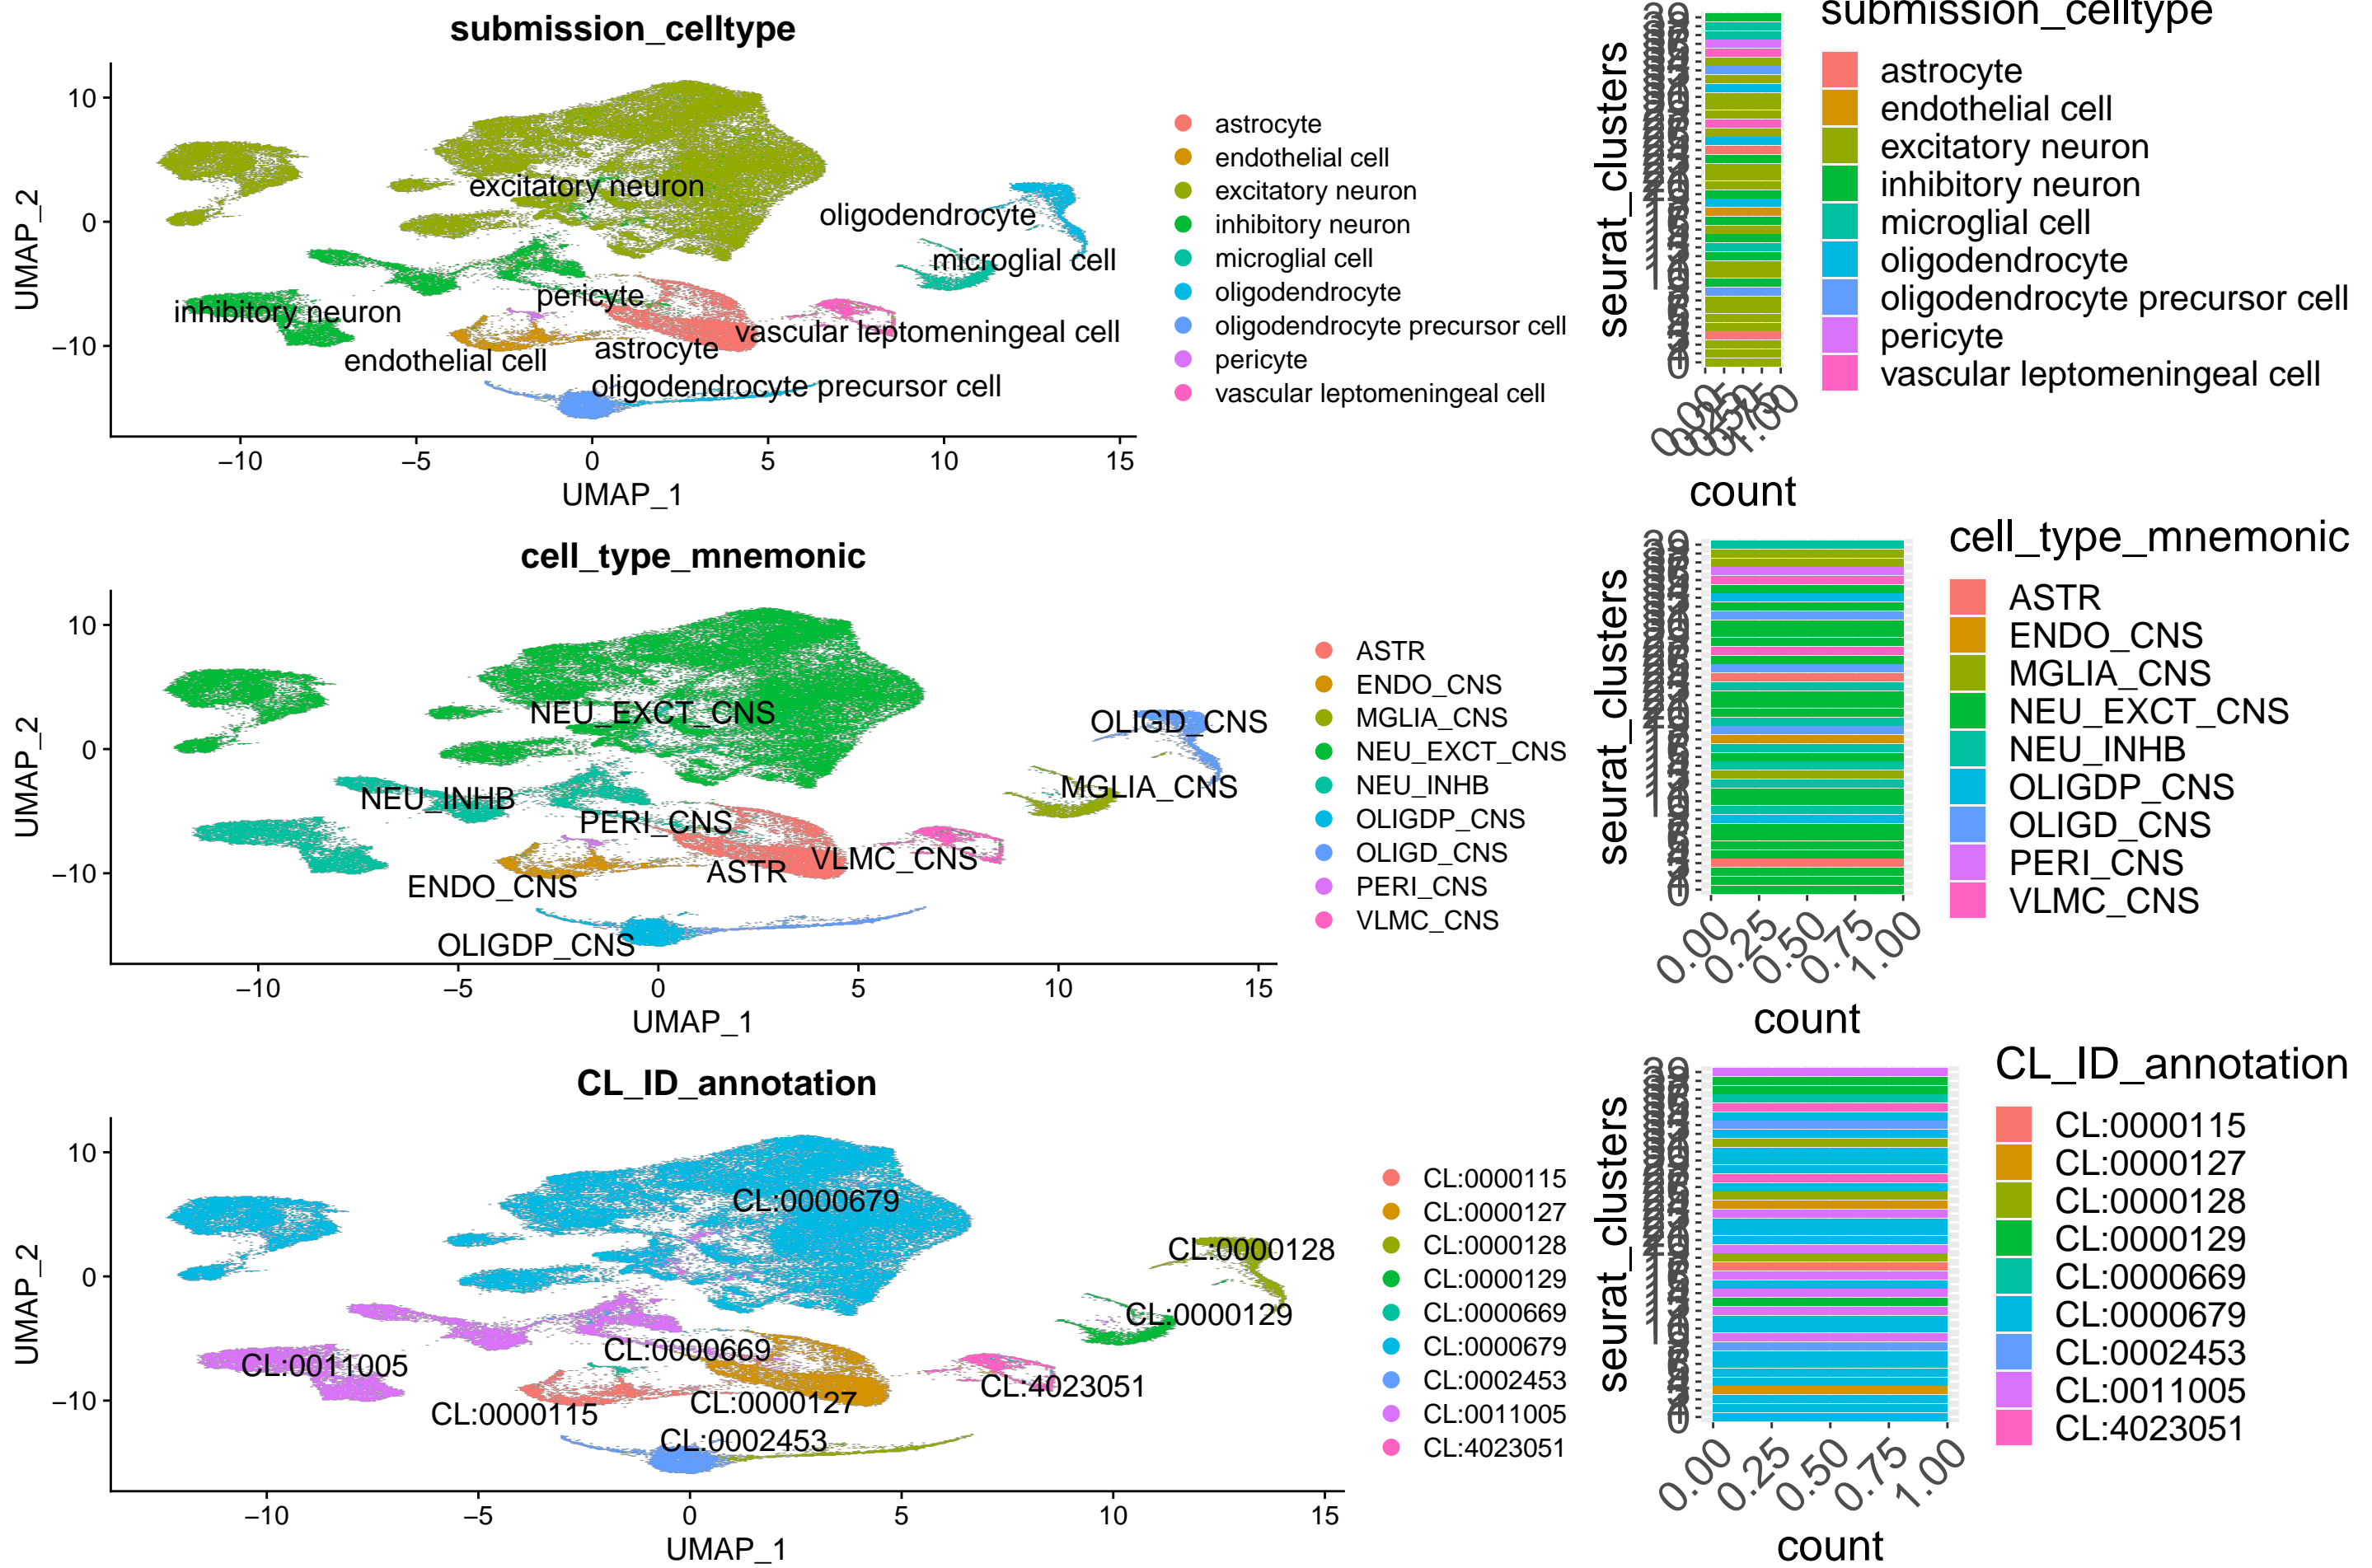 submission_celltype
UMAP_2
10
0
−10
excitatory neuron
oligodendrocyte
microglial cell
pericyte
inhibitory neuron
vascular leptomeningeal cell
endothelial cell
astrocyte
oligodendrocyte precursor cell
−10
−5
0
5
10
15
UMAP_1
astrocyte
endothelial cell
excitatory neuron
inhibitory neuron
microglial cell
oligodendrocyte
oligodendrocyte precursor cell
pericyte
vascular leptomeningeal cell
seurat_clusters
0
0.00
1.00
count
submission_celltype
astrocyte
endothelial cell
excitatory neuron
inhibitory neuron
microglial cell
oligodendrocyte
oligodendrocyte precursor cell
pericyte
vascular leptomeningeal cell
cell_type_mnemonic
UMAP_2
10
0
−10
NEU_EXCT_CNS
OLIGD_CNS
MGLIA_CNS
NEU_INHB
PERI_CNS
VLMC_CNS
ASTR
ENDO_CNS
OLIGDP_CNS
−10
−5
0
5
10
15
UMAP_1
ASTR
ENDO_CNS
MGLIA_CNS
NEU_EXCT_CNS
NEU_INHB
OLIGDP_CNS
OLIGD_CNS
PERI_CNS
VLMC_CNS
seurat_clusters
0
0.00
0.25
0.50
0.75
1.00
count
cell_type_mnemonic
ASTR
ENDO_CNS
MGLIA_CNS
NEU_EXCT_CNS
NEU_INHB
OLIGDP_CNS
OLIGD_CNS
PERI_CNS
VLMC_CNS
CL_ID_annotation
UMAP_2
10
0
−10
CL:0000679
CL:0000128
CL:0000129
CL:0000669
CL:0011005
CL:4023051
CL:0000127
CL:0000115
CL:0002453
−10
−5
0
5
10
15
UMAP_1
CL:0000115
CL:0000127
CL:0000128
CL:0000129
CL:0000669
CL:0000679
CL:0002453
CL:0011005
CL:4023051
seurat_clusters
0
0.00
0.25
0.50
0.75
1.00
count
CL_ID_annotation
CL:0000115
CL:0000127
CL:0000128
CL:0000129
CL:0000669
CL:0000679
CL:0002453
CL:0011005
CL:4023051